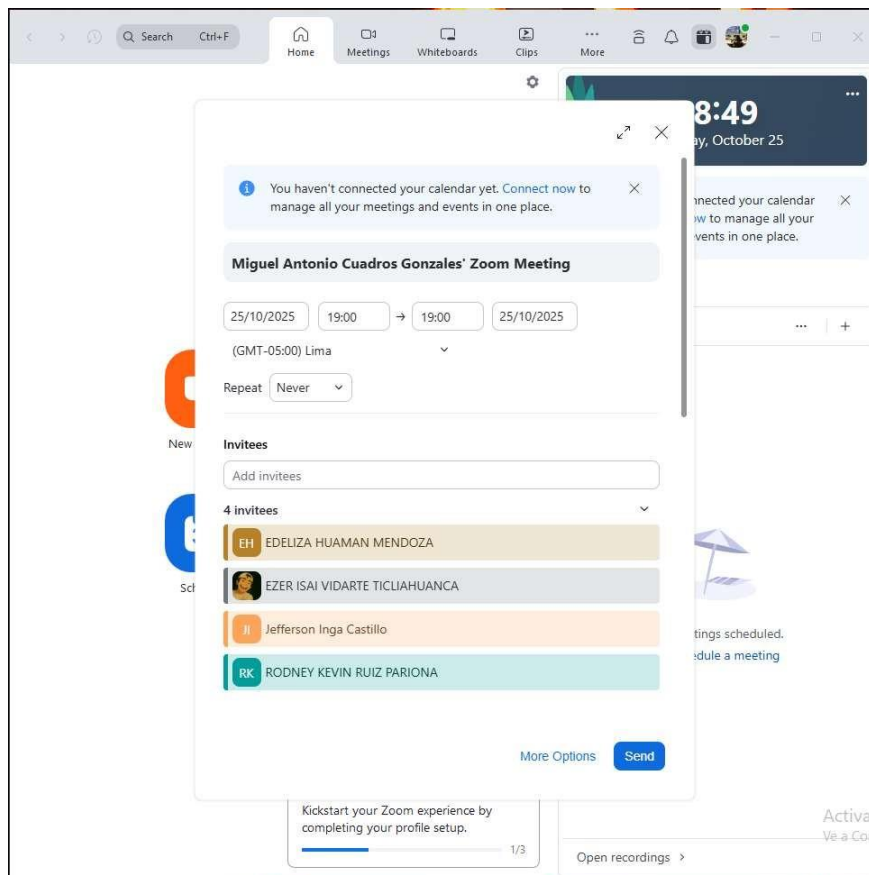 Search Ctrl+F
Home
Meetings
Whiteboards
Clips
More
8:49
ay, October 25
You haven't connected your calendar yet. Connect now to
manage all your meetings and events in one place.
nnected your calendar
ow to manage all your
vents in one place.
Miguel Antonio Cuadros Gonzales' Zoom Meeting
25/10/2025 19:00 → 19:00 25/10/2025
(GMT-05:00) Lima
Repeat Never
New
Invitees
Add invitees
4 invitees
EH EDELIZA HUAMAN MENDOZA
EZER ISAI VIDARTE TICLIAHUANCA
JI Jefferson Inga Castillo
RK RODNEY KEVIN RUIZ PARIONA
Sch
tings scheduled.
edule a meeting
More Options Send
Kickstart your Zoom experience by
completing your profile setup.
1/3
Activa
Ve a Co
Open recordings >